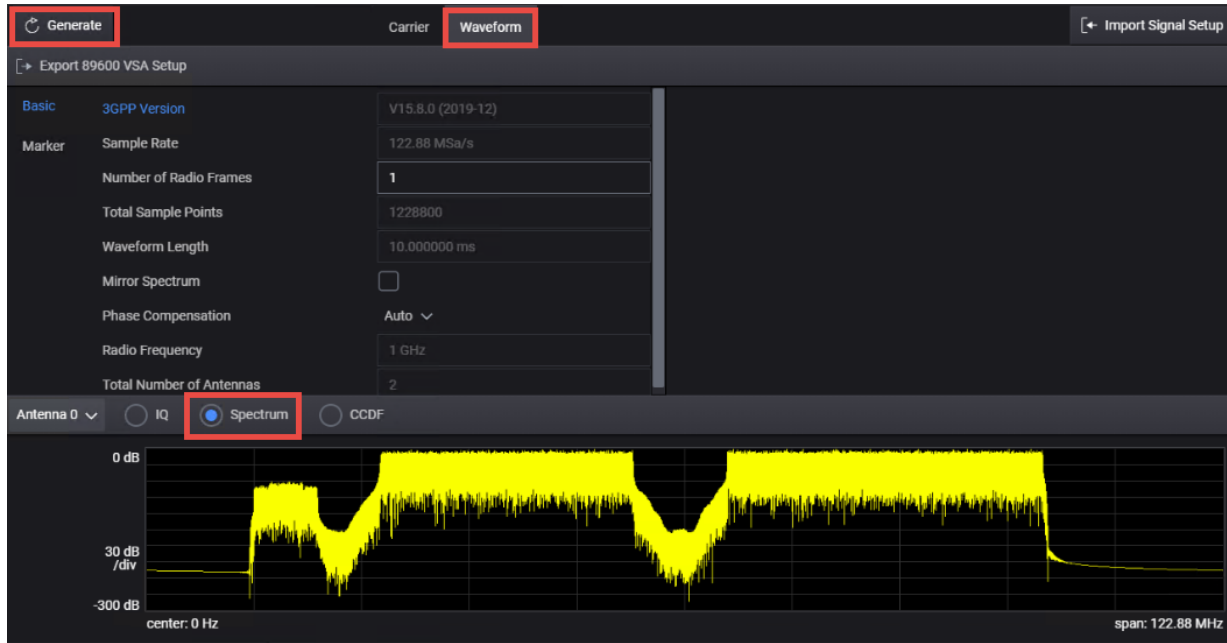 Generate
Carrier
Waveform
Import Signal Setup
Export 89600 VSA Setup
Basic
3GPP Version
V15.8.0 (2019-12)
Marker
Sample Rate
122.88 MSa/s
Number of Radio Frames
1
Total Sample Points
1228800
Waveform Length
10.000000 ms
Mirror Spectrum
Phase Compensation
Auto
Radio Frequency
1 GHz
Total Number of Antennas
2
Antenna 0
IQ
Spectrum
CCDF
0 dB
30 dB
/div
-300 dB
center: 0 Hz
span: 122.88 MHz